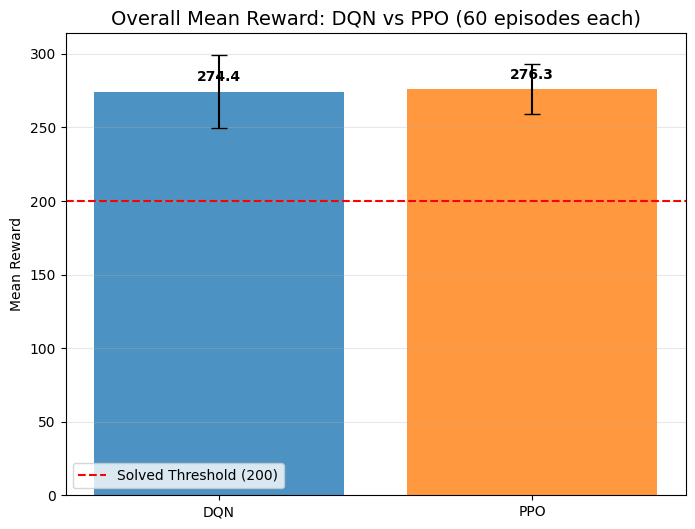 Overall Mean Reward: DQN vs PPO (60 episodes each)
300
250
200
150
100
50
0
Mean Reward
274.4
276.3
Solved Threshold (200)
DQN
PPO